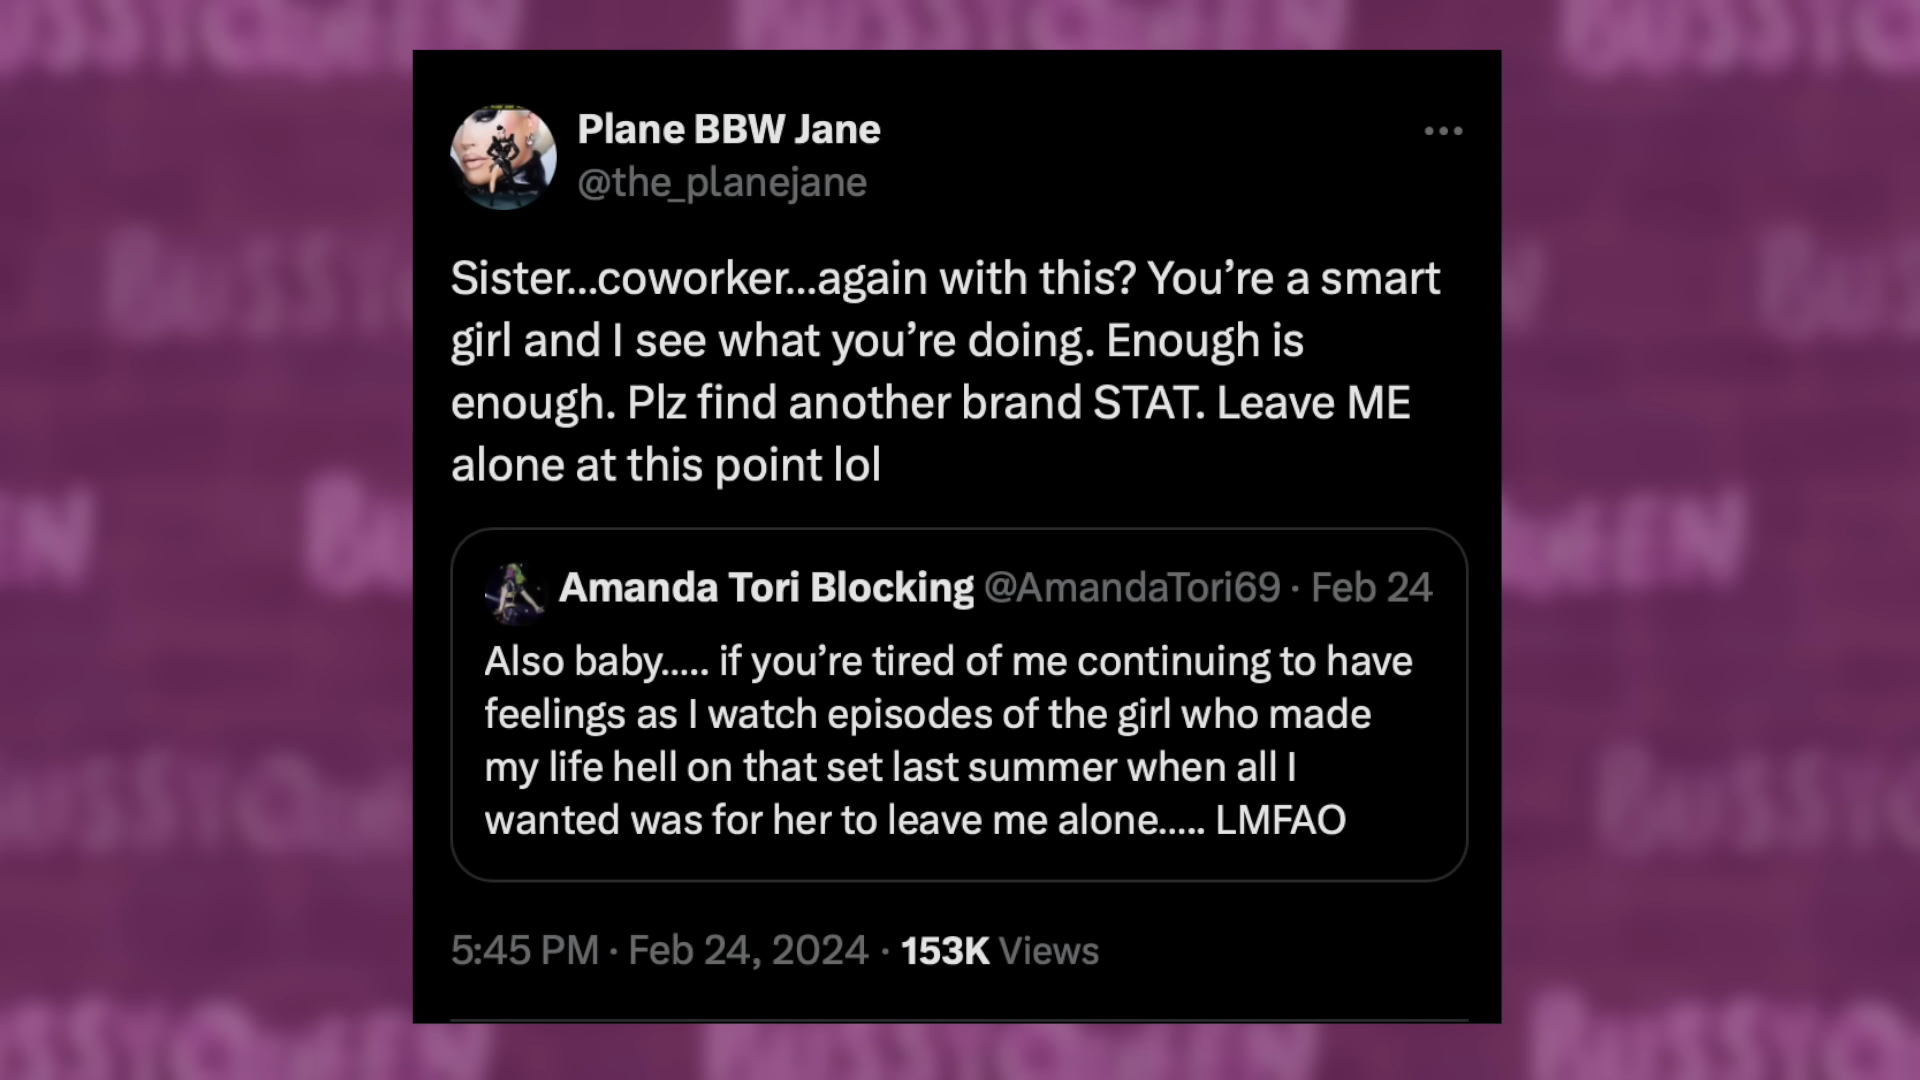 BUSSYQUEEN
Plane BBW Jane
@the_planejane
Sister...coworker...again with this? You’re a smart
girl and I see what you’re doing. Enough is
enough. Plz find another brand STAT. Leave ME
alone at this point lol
Amanda Tori Blocking @AmandaTori69 · Feb 24
Also baby..... if you’re tired of me continuing to have
feelings as I watch episodes of the girl who made
my life hell on that set last summer when all I
wanted was for her to leave me alone..... LMFAO
5:45 PM · Feb 24, 2024 · 153K Views